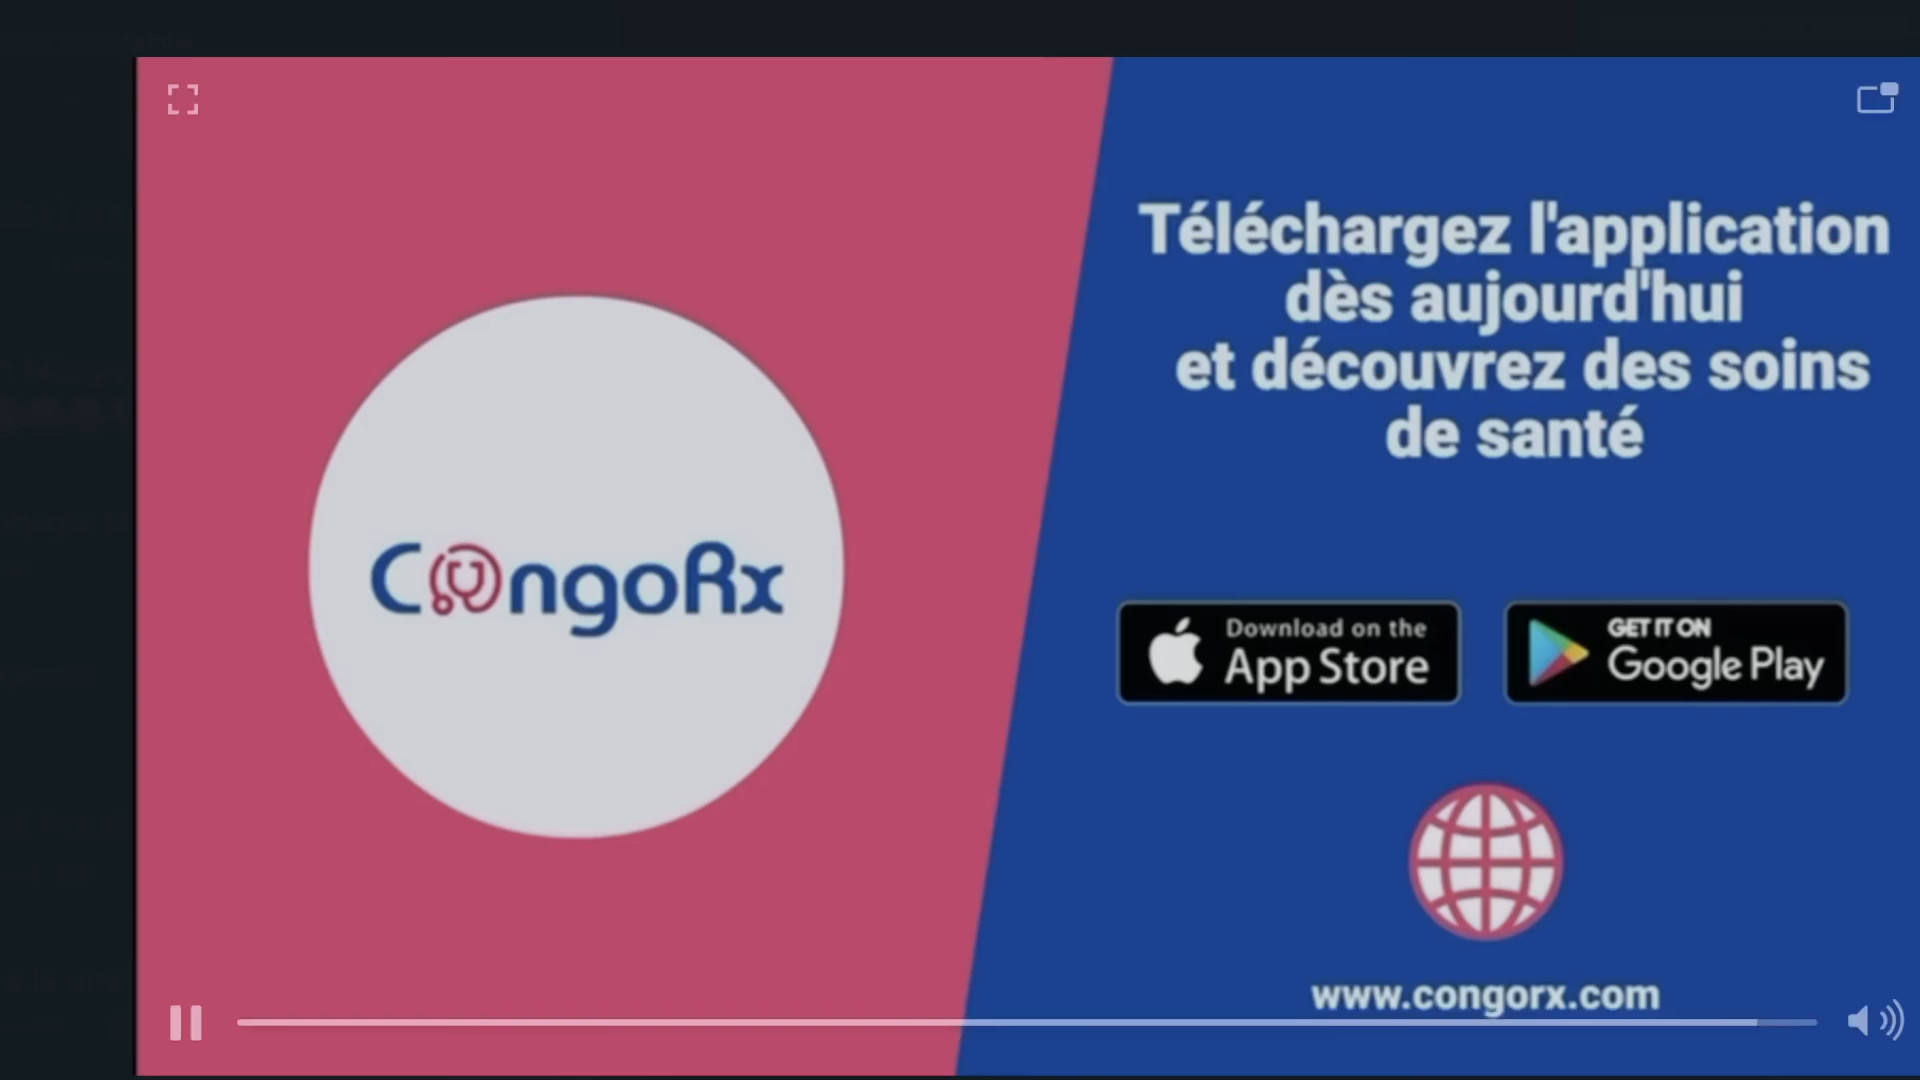 Téléchargez l'application
dès aujourd'hui
et découvrez des soins
de santé
CongoRx
Download on the
App Store
GET IT ON
Google Play
www.congorx.com